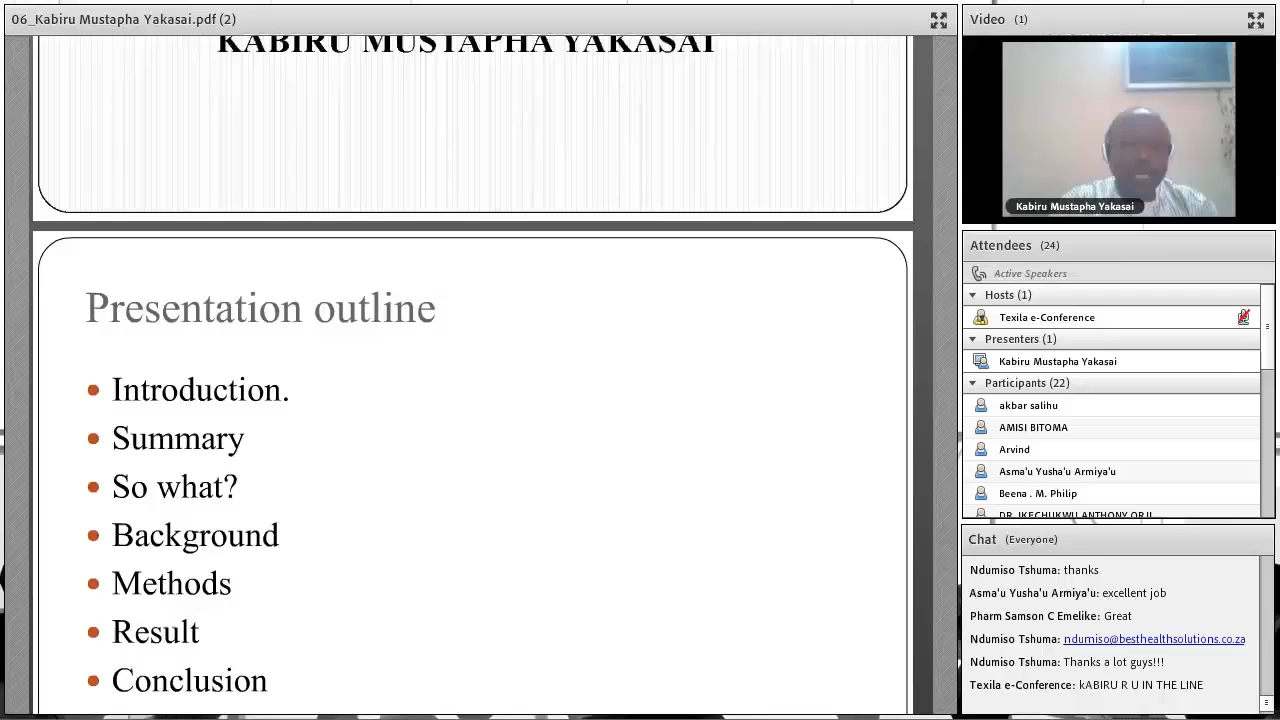 06_Kabiru Mustapha Yakasai.pdf (2)
KABIRU MUSTAPHA YAKASAI
Presentation outline
Introduction.
Summary
So what?
Background
Methods
Result
Conclusion
Video (1)
Kabiru Mustapha Yakasai
Attendees (24)
Active Speakers
Hosts (1)
Texila e-Conference
Presenters (1)
Kabiru Mustapha Yakasai
Participants (22)
akbar salihu
AMISI BITOMA
Arvind
Asma'u Yusha'u Armiya'u
Beena . M. Philip
DR. IKECHUKWU ANTHONY ORJI
Chat (Everyone)
Ndumiso Tshuma: thanks
Asma'u Yusha'u Armiya'u: excellent job
Pharm Samson C Emelike: Great
Ndumiso Tshuma: ndumiso@besthealthsolutions.co.za
Ndumiso Tshuma: Thanks a lot guys!!!
Texila e-Conference: kABIRU R U IN THE LINE